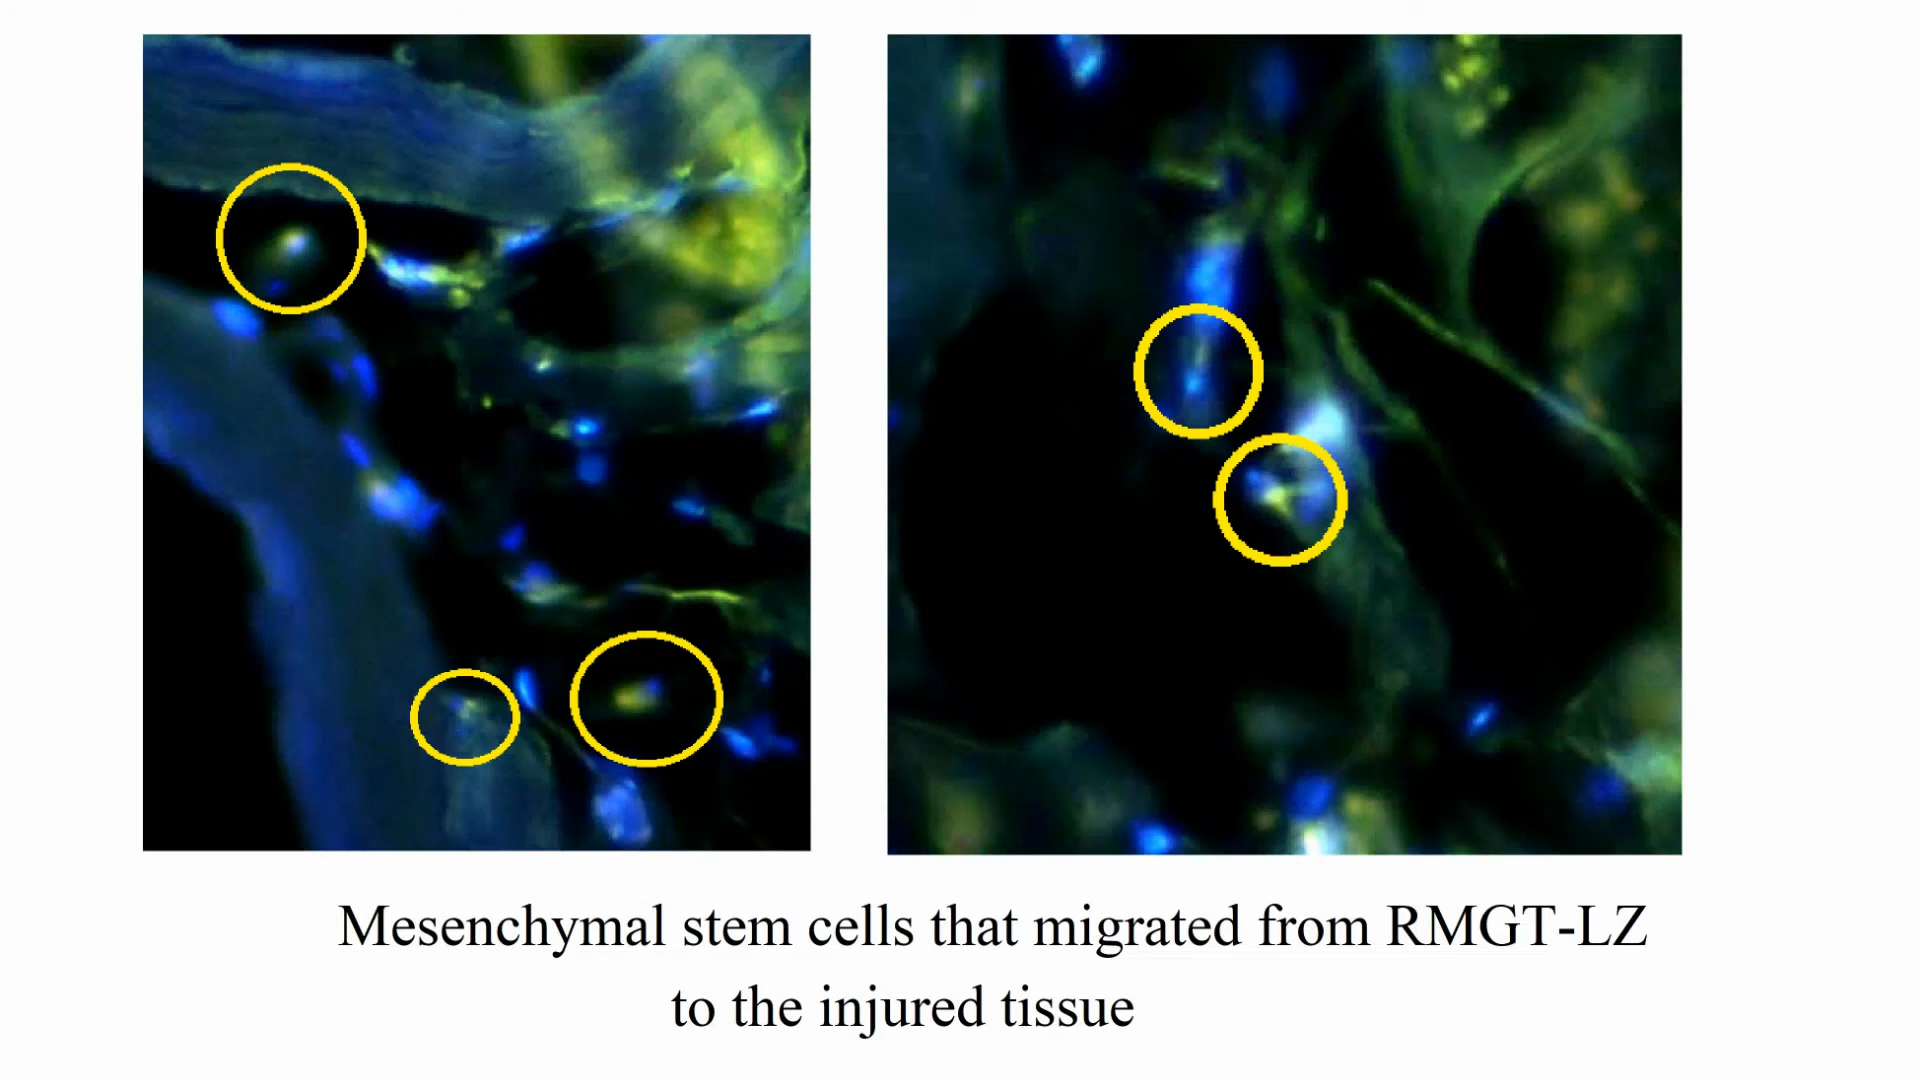 Mesenchymal stem cells that migrated from RMGT-LZ
to the injured tissue